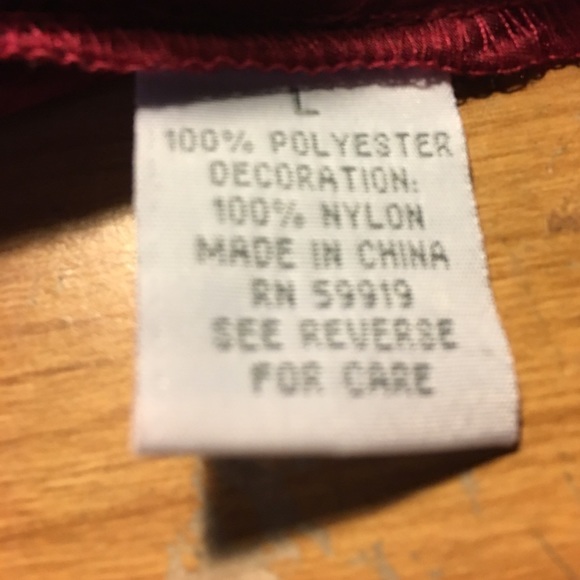 L
100% POLYESTER
DECORATION:
100% NYLON
MADE IN CHINA
RN 59919
SEE REVERSE
FOR CARE